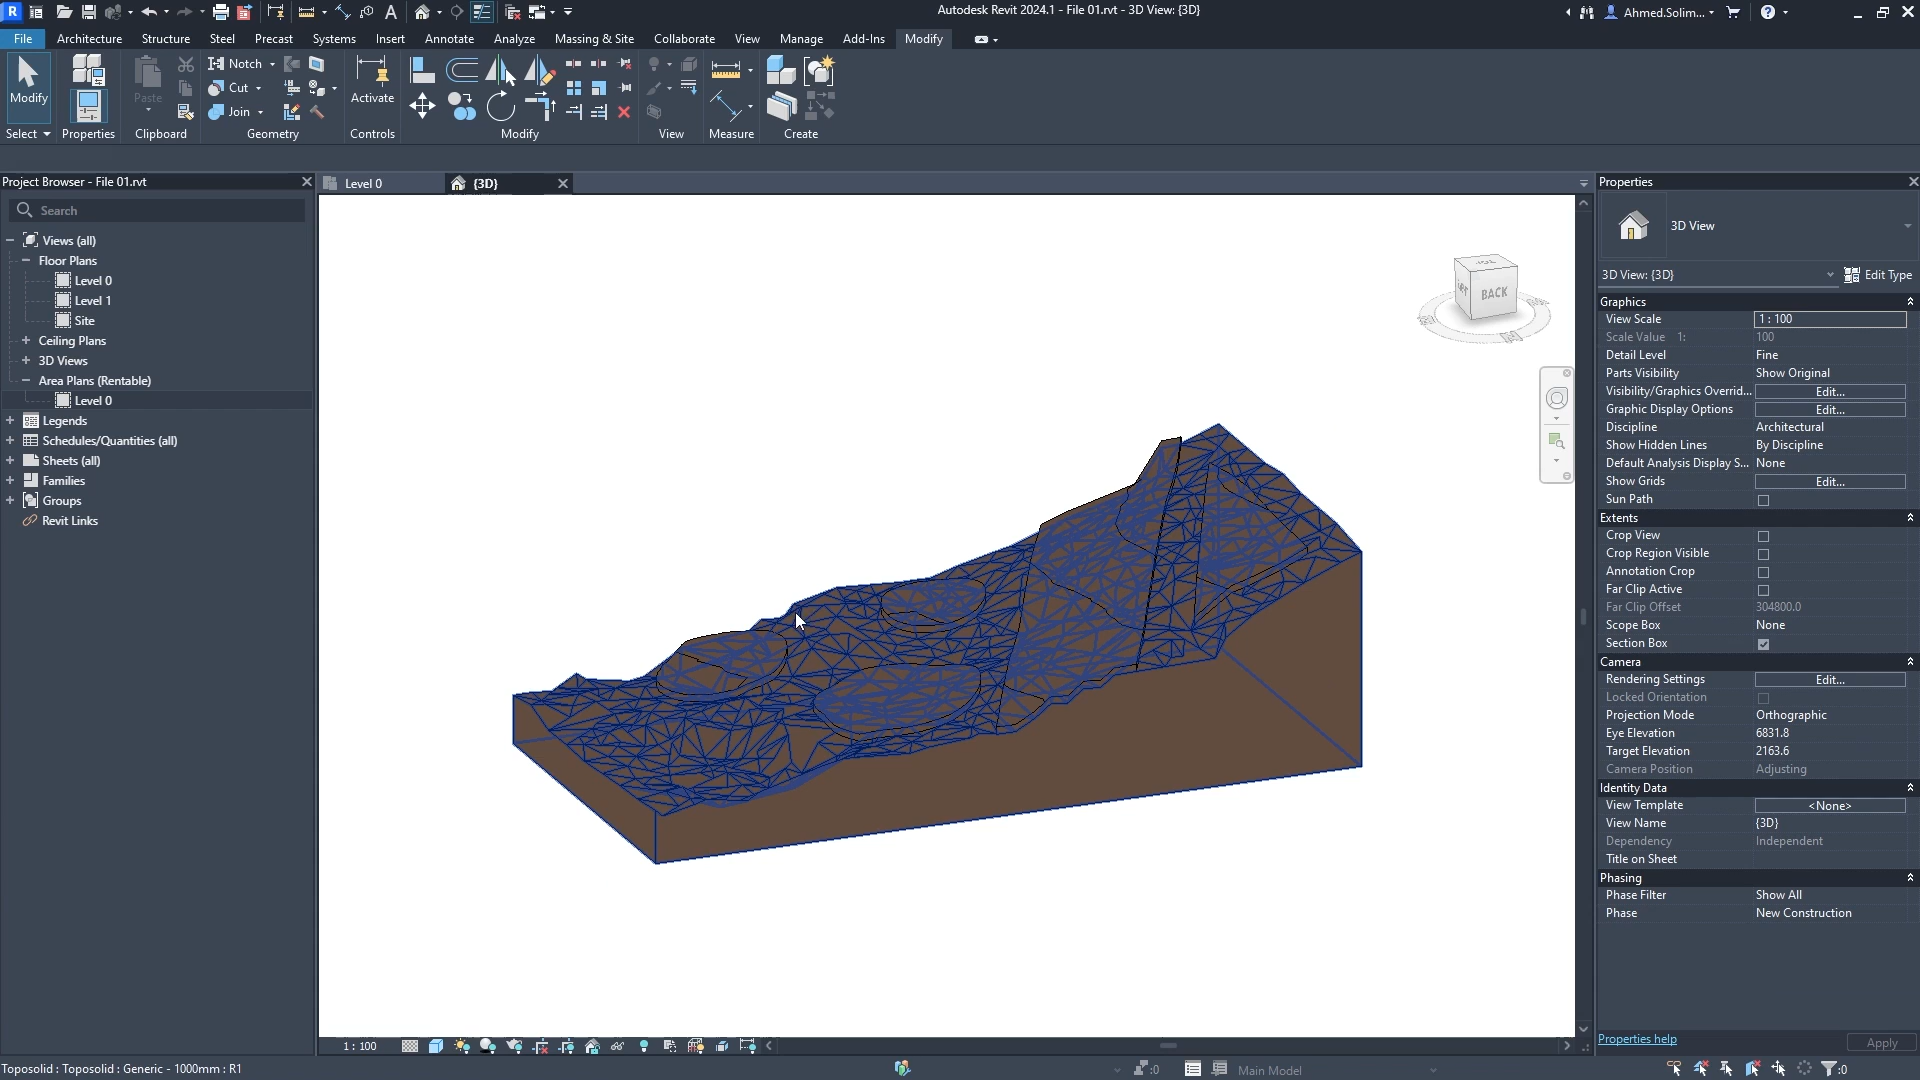 Autodesk Revit 2024.1 - File 01.rvt - 3D View: {3D}
Ahmed.Solim...
File Architecture Structure Steel Precast Systems Insert Annotate Analyze Massing & Site Collaborate View Manage Add-Ins Modify
Modify
Paste
Notch
Cut
Join
Activate
Select Properties Clipboard Geometry Controls Modify View Measure Create
Project Browser - File 01.rvt
Level 0
{3D}
Properties
Search
Views (all)
Floor Plans
Level 0
Level 1
Site
Ceiling Plans
3D Views
Area Plans (Rentable)
Level 0
Legends
Schedules/Quantities (all)
Sheets (all)
Families
Groups
Revit Links
BACK
3D View
3D View: {3D} Edit Type
Graphics
View Scale 1 : 100
Scale Value 1: 100
Detail Level Fine
Parts Visibility Show Original
Visibility/Graphics Overrid... Edit...
Graphic Display Options Edit...
Discipline Architectural
Show Hidden Lines By Discipline
Default Analysis Display S... None
Show Grids Edit...
Sun Path
Extents
Crop View
Crop Region Visible
Annotation Crop
Far Clip Active
Far Clip Offset 304800.0
Scope Box None
Section Box
Camera
Rendering Settings Edit...
Locked Orientation
Projection Mode Orthographic
Eye Elevation 6831.8
Target Elevation 2163.6
Camera Position Adjusting
Identity Data
View Template <None>
View Name {3D}
Dependency Independent
Title on Sheet
Phasing
Phase Filter Show All
Phase New Construction
Properties help
Apply
1 : 100
Toposolid : Toposolid : Generic - 1000mm : R1
:0
Main Model
:0